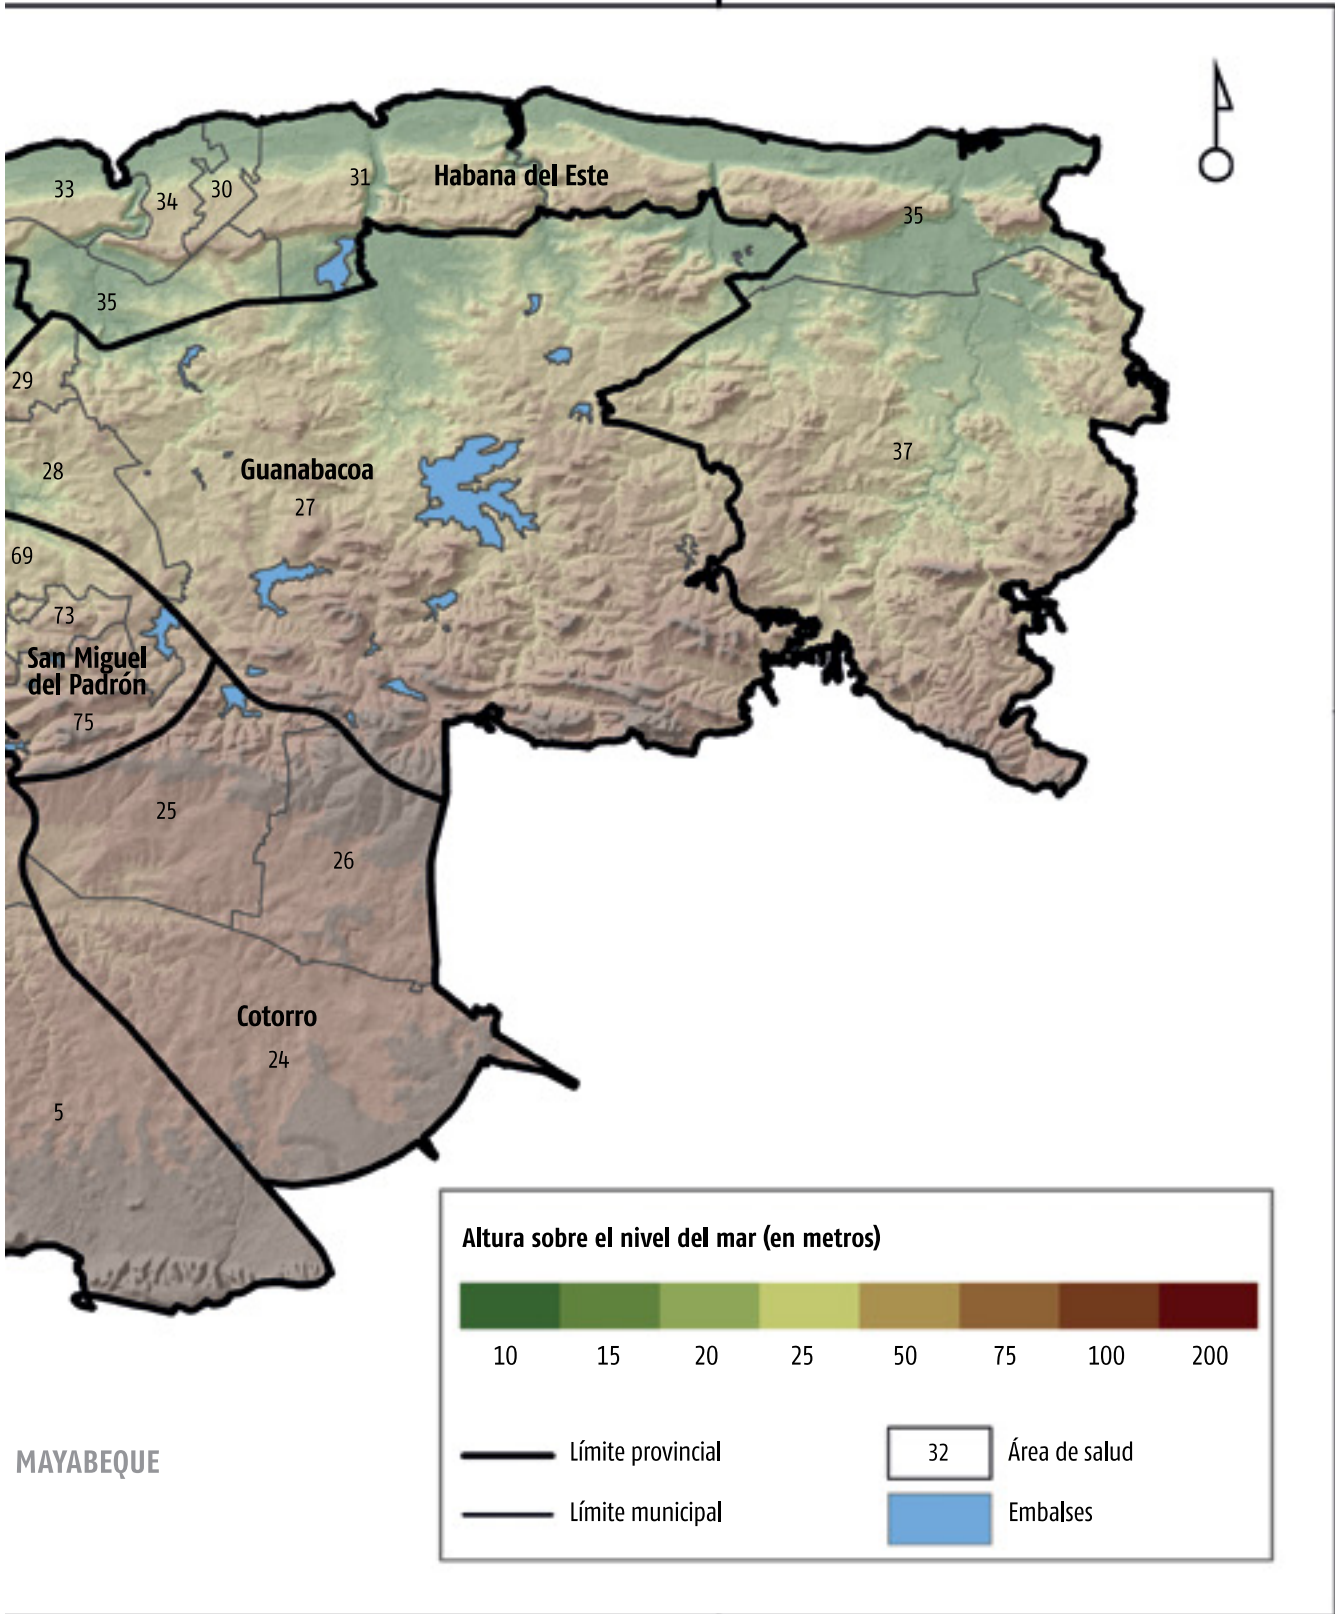 33
34
30
31
Habana del Este
35
35
29
37
28
Guanabacoa
27
69
73
San Miguel
del Padrón
75
25
26
Cotorro
24
5
Altura sobre el nivel del mar (en metros)
10 15 20 25 50 75 100 200
MAYABEQUE
Límite provincial
32 Área de salud
Límite municipal
Embalses